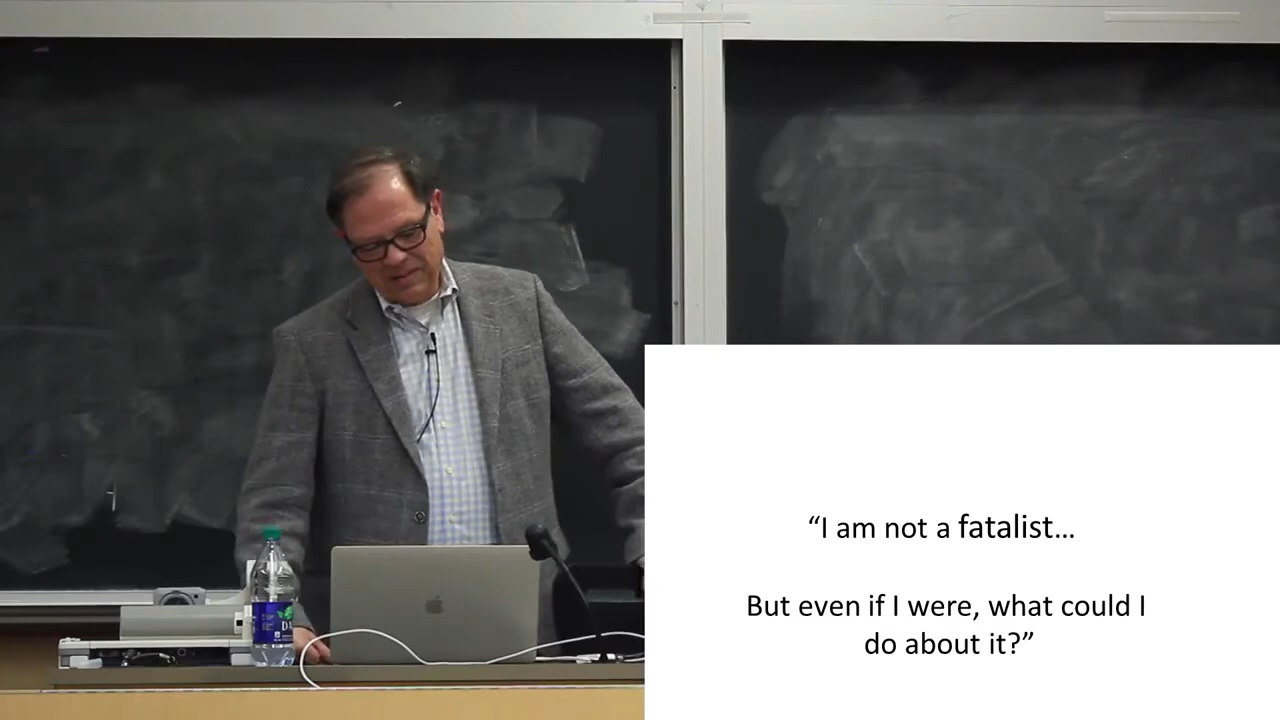 “I am not a fatalist…
But even if I were, what could I
do about it?”